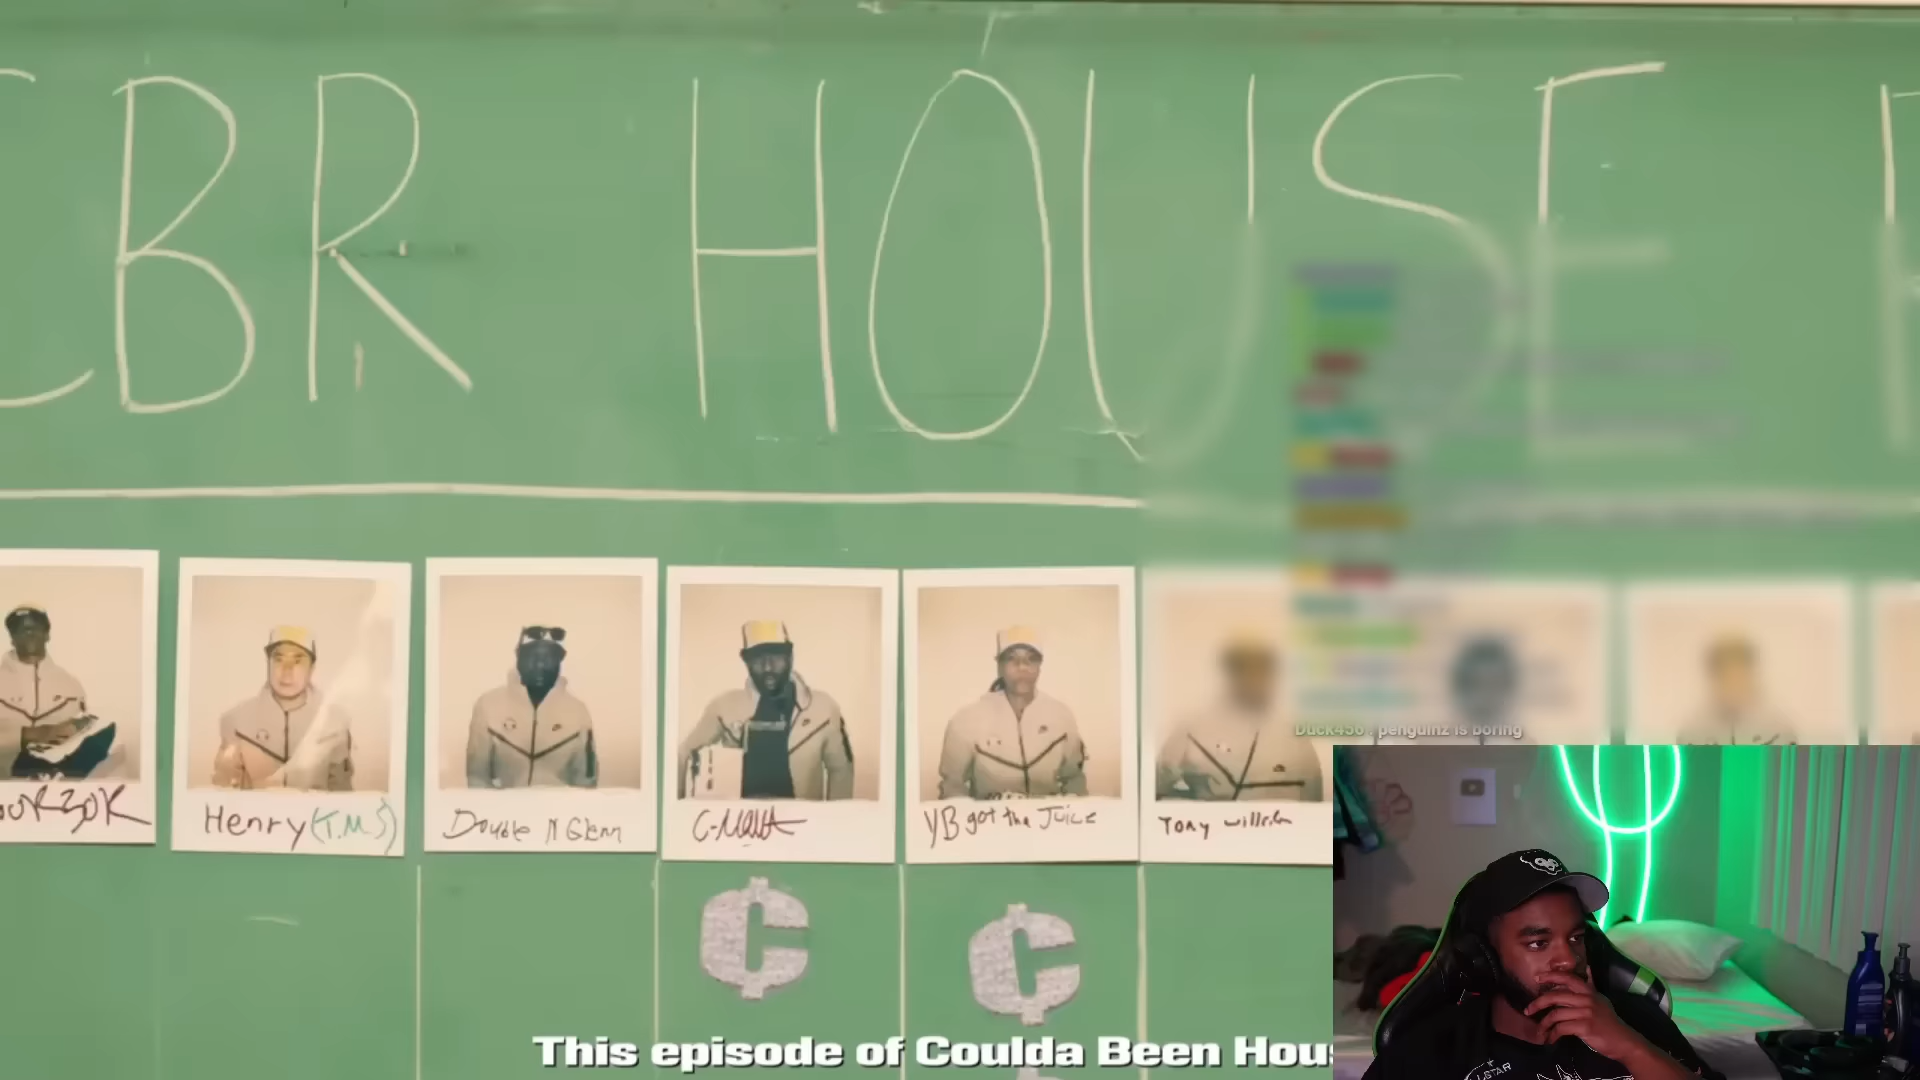 CBR HOUSE
Henry (T.M.S)
Double N Glenn
YB got the Juice
Tony
Duck456 : penguinz is boring
This episode of Coulda Been Hou